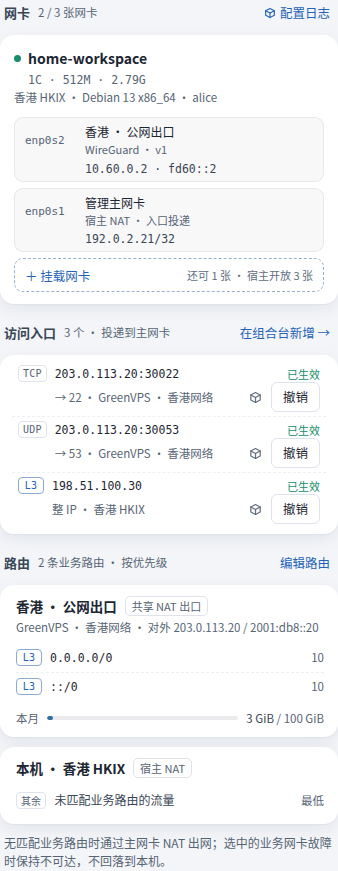 网卡 2 / 3 张网卡 配置日志
home-workspace
1C · 512M · 2.79G
香港 HKIX · Debian 13 x86_64 · alice
enp0s2 香港 · 公网出口
WireGuard · v1
10.60.0.2 · fd60::2
enp0s1 管理主网卡
宿主 NAT · 入口投递
192.0.2.21/32
＋ 挂载网卡 还可 1 张 · 宿主开放 3 张
访问入口 3 个 · 投递到主网卡 在组合台新增 →
TCP 203.0.113.20:30022 已生效
→ 22 · GreenVPS · 香港网络 撤销
UDP 203.0.113.20:30053 已生效
→ 53 · GreenVPS · 香港网络 撤销
L3 198.51.100.30 已生效
整 IP · 香港 HKIX 撤销
路由 2 条业务路由 · 按优先级 编辑路由
香港 · 公网出口 共享 NAT 出口
GreenVPS · 香港网络 · 对外 203.0.113.20 / 2001:db8::20
L3 0.0.0.0/0 10
L3 ::/0 10
本月 3 GiB / 100 GiB
本机 · 香港 HKIX 宿主 NAT
其余 未匹配业务路由的流量 最低
无匹配业务路由时通过主网卡 NAT 出网；选中的业务网卡故障
时保持不可达，不回落到本机。